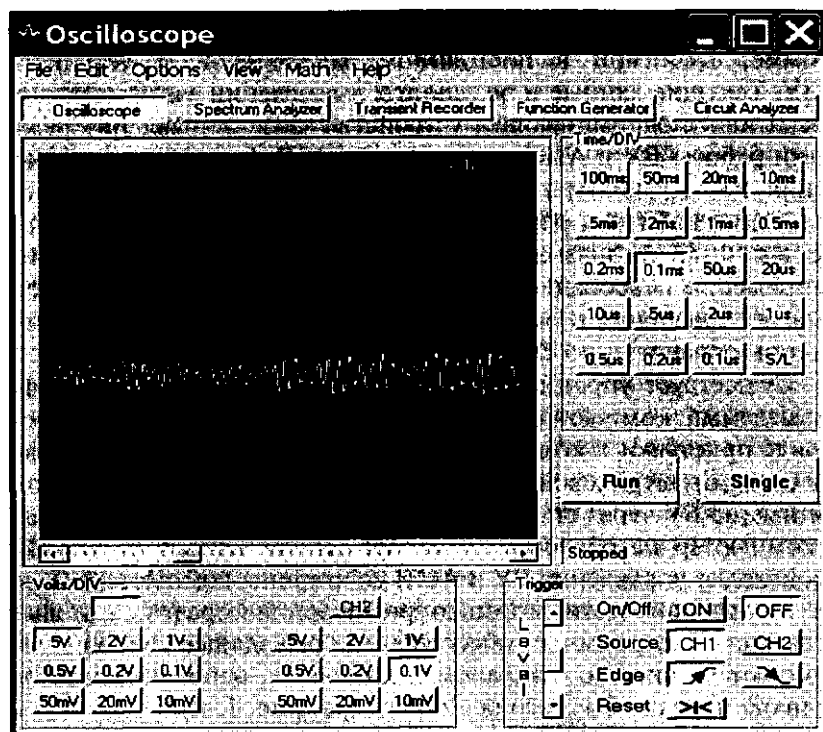 Oscilloscope
File Edit Options View Math Help
Oscilloscope Spectrum Analyzer Transient Recorder Function Generator Circuit Analyzer
Time/DIV
100ms 50ms 20ms 10ms
5ms 2ms 1ms 0.5ms
0.2ms 0.1ms 50us 20us
10us 5us 2us 1us
0.5us 0.2us 0.1us S/L
Run Single
Stopped
Volts/DIV
CH2
5V 2V 1V 5V 2V 1V
0.5V 0.2V 0.1V 0.5V 0.2V 0.1V
50mV 20mV 10mV 50mV 20mV 10mV
Trigger
Level
On/Off ON OFF
Source CH1 CH2
Edge
Reset >I<